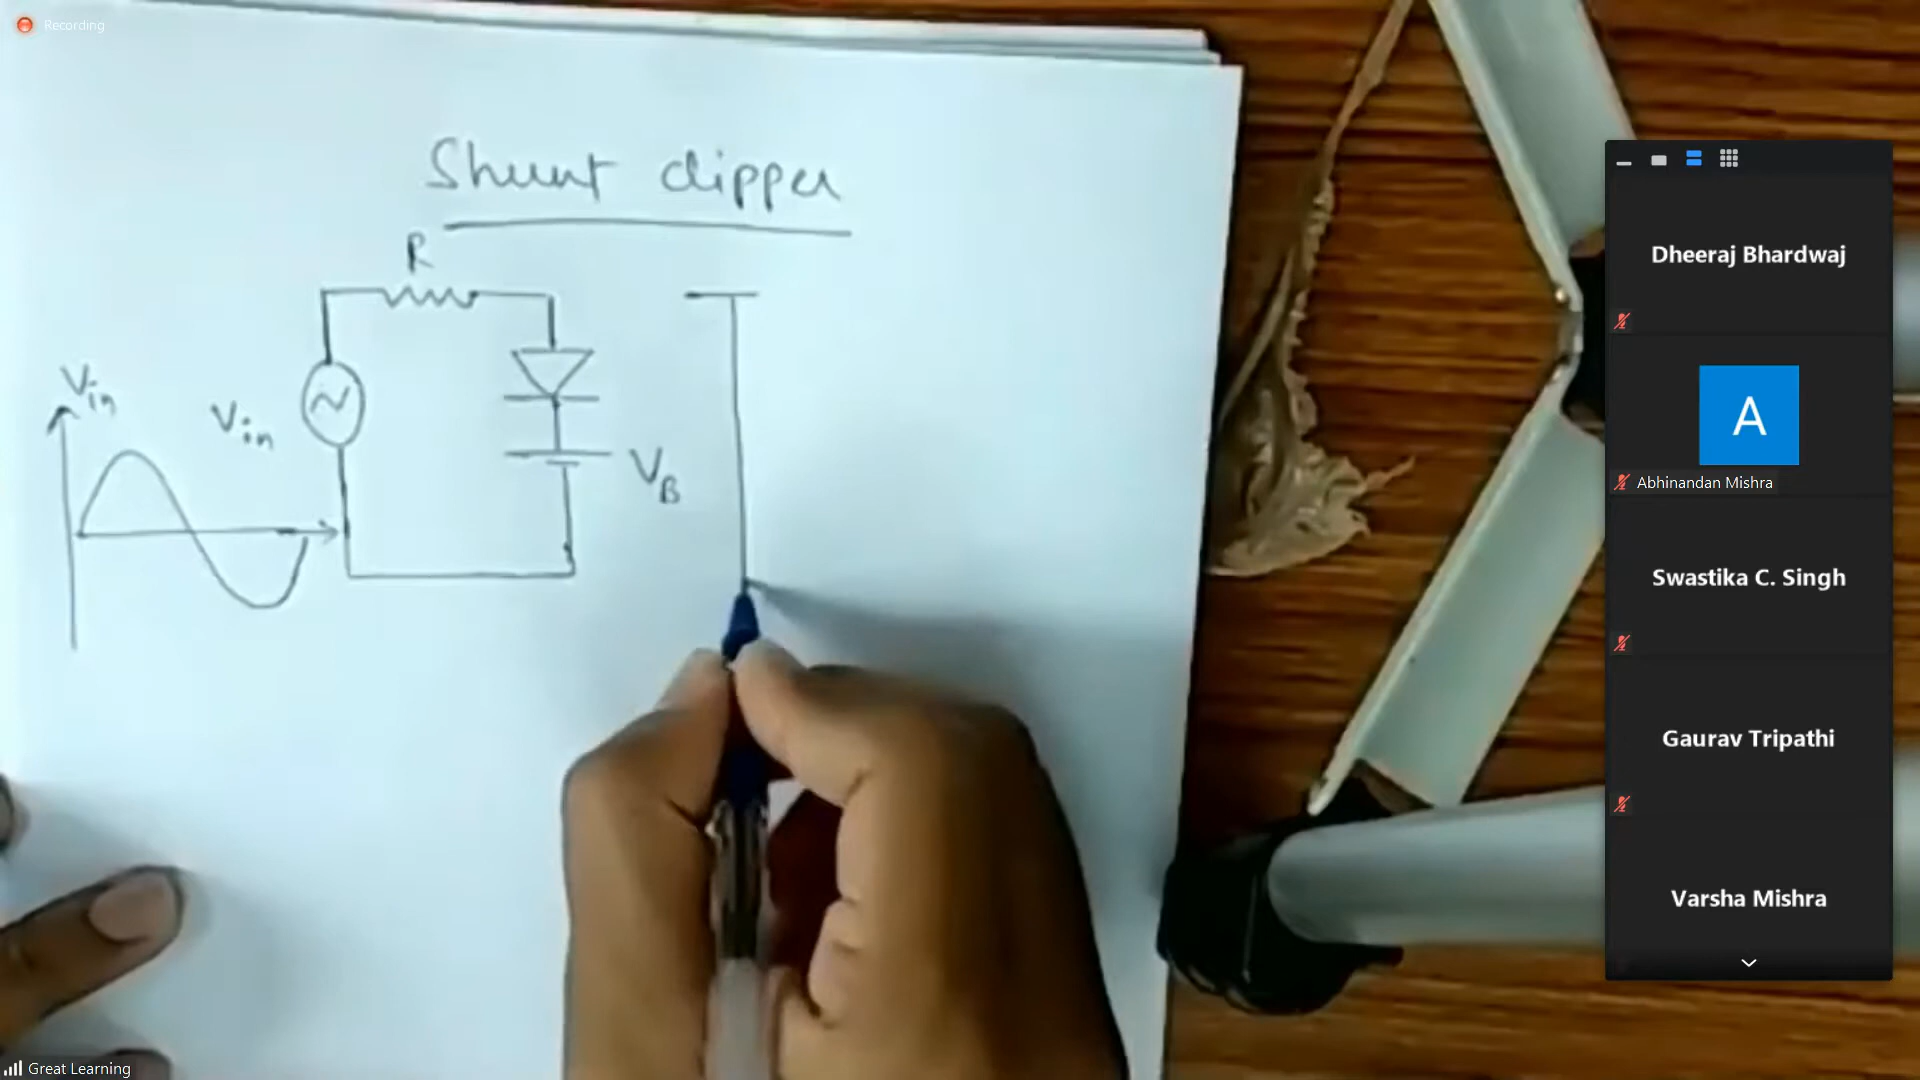 Recording
Shunt clipper
R
Vin
Vin
VB
Dheeraj Bhardwaj
A
Abhinandan Mishra
Swastika C. Singh
Gaurav Tripathi
Varsha Mishra
Great Learning